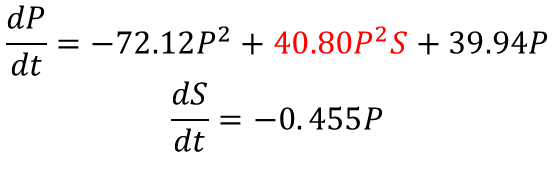 dP/dt = −72.12P² + 40.80P²S + 39.94P
dS/dt = −0.455P